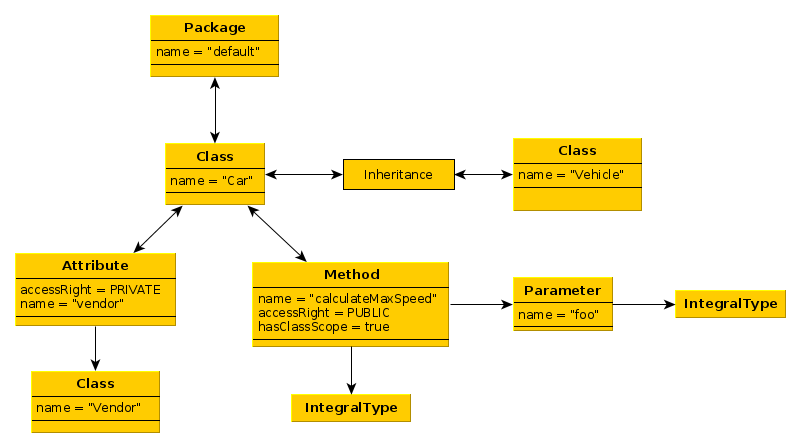 Package
name = "default"
Class
name = "Car"
Inheritance
Class
name = "Vehicle"
Attribute
accessRight = PRIVATE
name = "vendor"
Method
name = "calculateMaxSpeed"
accessRight = PUBLIC
hasClassScope = true
Parameter
name = "foo"
IntegralType
Class
name = "Vendor"
IntegralType